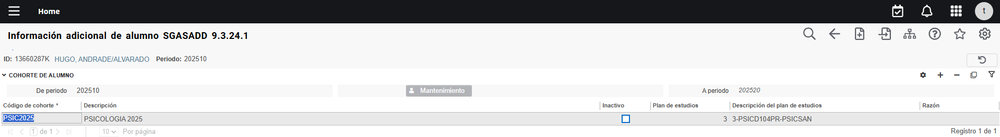 Home
t
Información adicional de alumno SGASADD 9.3.24.1
ID: 13660287K HUGO, ANDRADE/ALVARADO Periodo: 202510
COHORTE DE ALUMNO
De periodo 202510 Mantenimiento A periodo 202520
Código de cohorte * Descripción Inactivo Plan de estudios Descripción del plan de estudios Razón
PSIC2025 PSICOLOGIA 2025 3 3-PSICD104PR-PSICSAN
1 de 1 10 Por página Registro 1 de 1